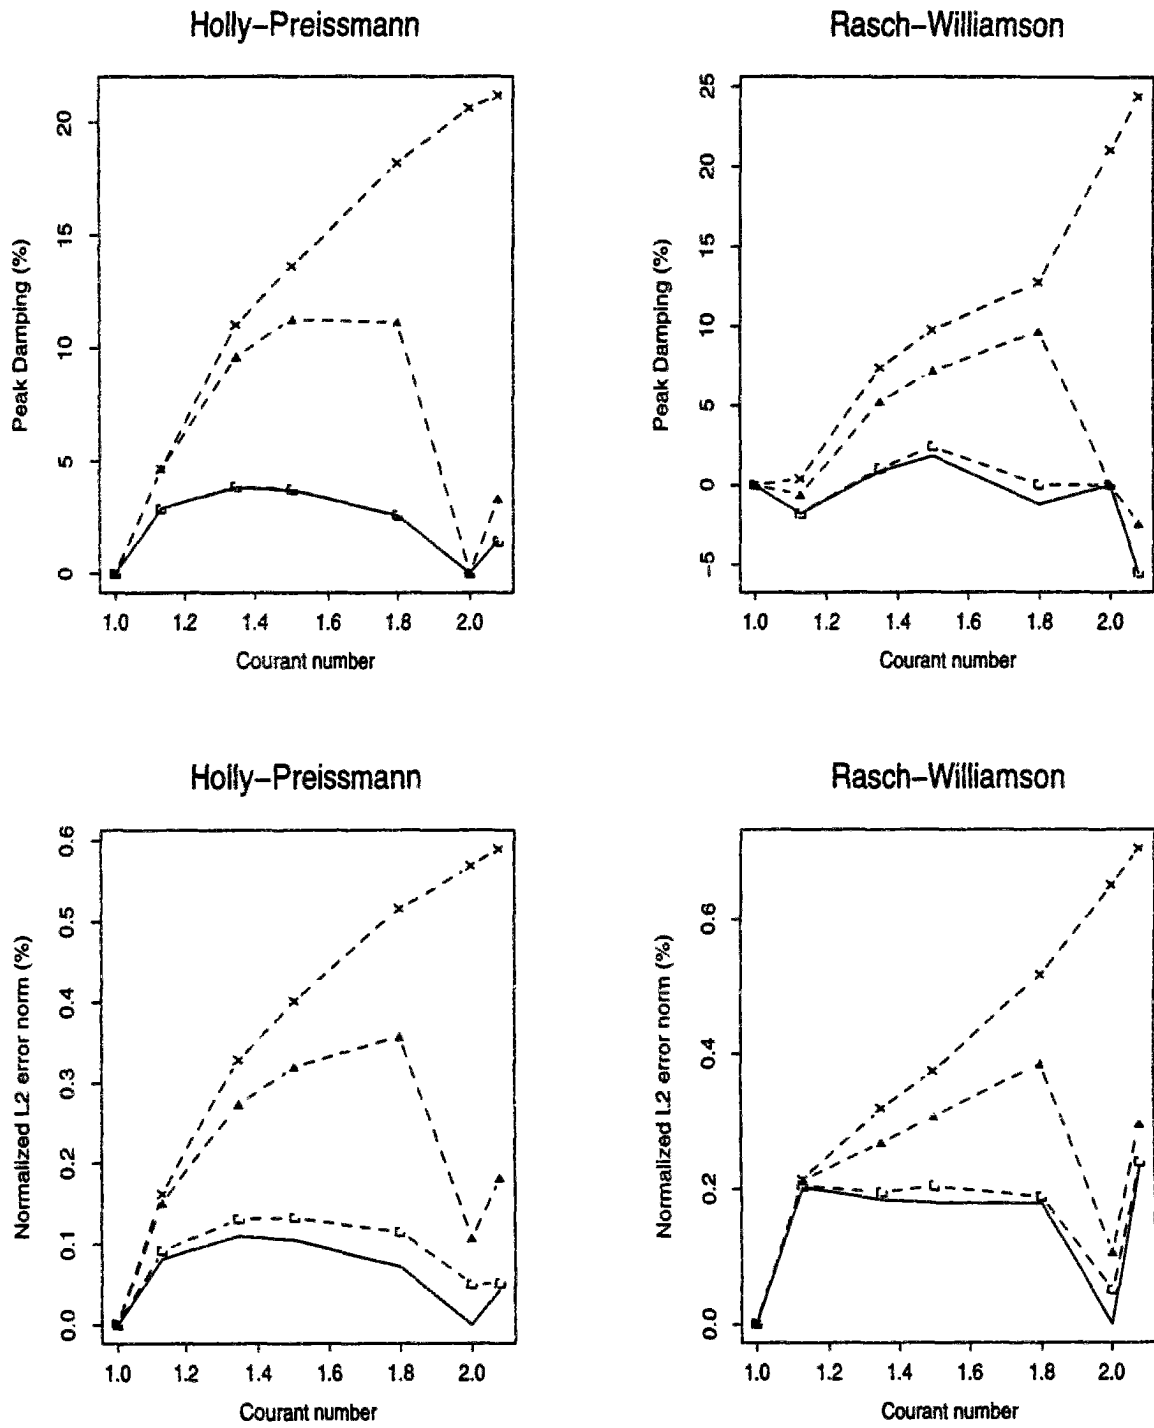 Holly–Preissmann
Rasch–Williamson
Peak Damping (%)
20
15
10
5
0
1.0 1.2 1.4 1.6 1.8 2.0
Courant number
Peak Damping (%)
25
20
15
10
5
0
–5
1.0 1.2 1.4 1.6 1.8 2.0
Courant number
Holly–Preissmann
Rasch–Williamson
Normalized L2 error norm (%)
0.6
0.5
0.4
0.3
0.2
0.1
0.0
1.0 1.2 1.4 1.6 1.8 2.0
Courant number
Normalized L2 error norm (%)
0.6
0.4
0.2
0.0
1.0 1.2 1.4 1.6 1.8 2.0
Courant number